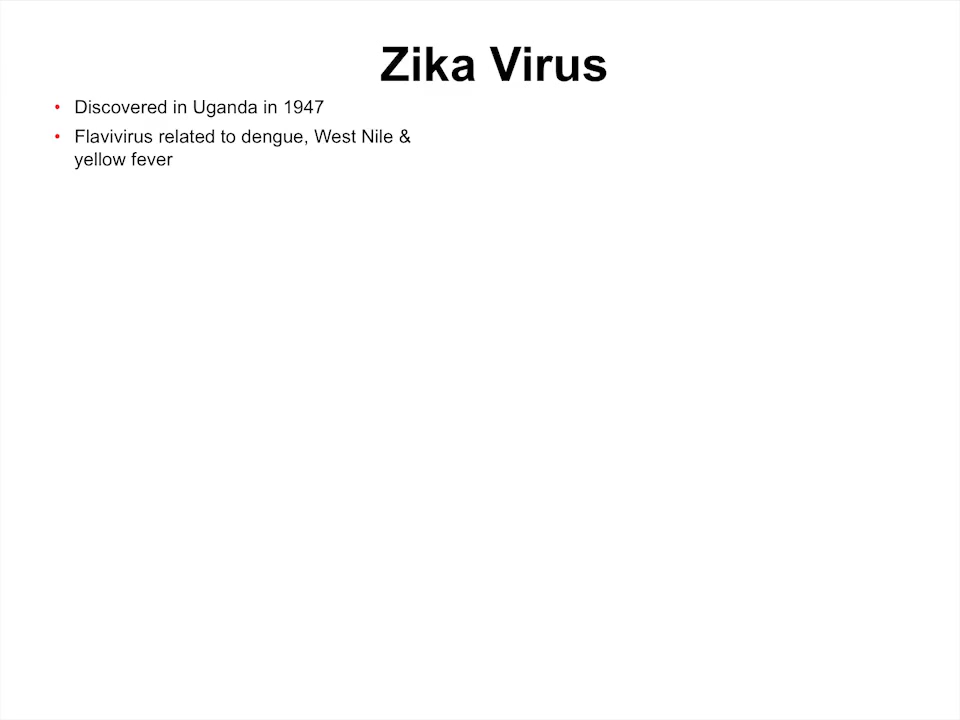 Zika Virus
• Discovered in Uganda in 1947
• Flavivirus related to dengue, West Nile &
yellow fever